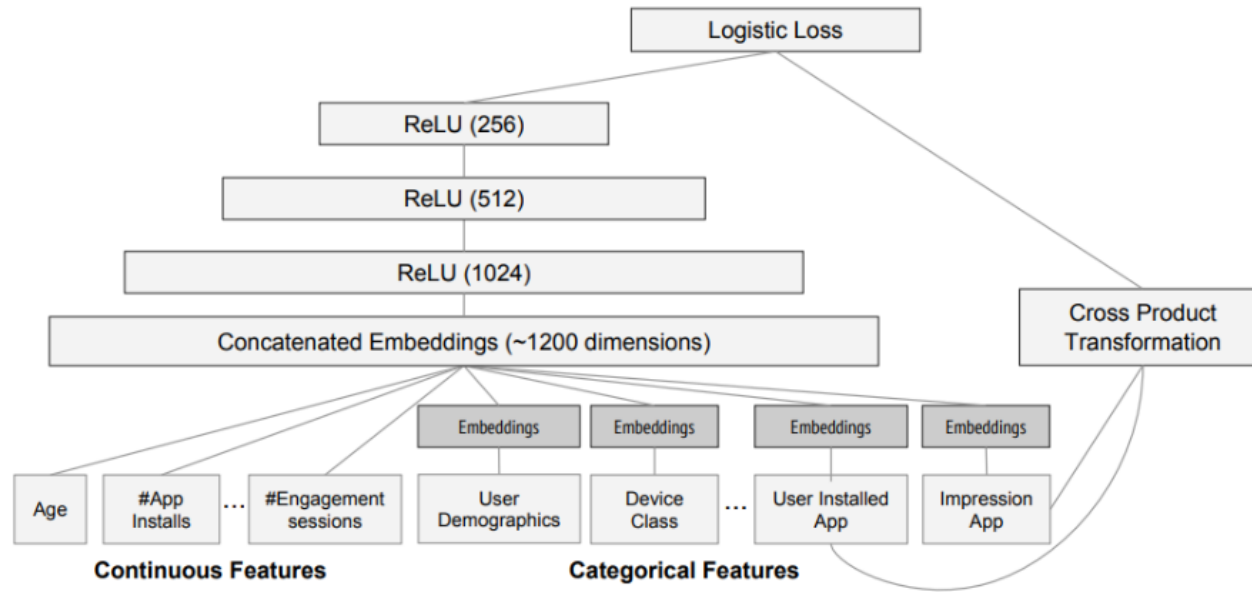 Logistic Loss
ReLU (256)
ReLU (512)
ReLU (1024)
Concatenated Embeddings (~1200 dimensions)
Cross Product
Transformation
Embeddings
Embeddings
Embeddings
Embeddings
Age
#App
Installs
...
#Engagement
sessions
User
Demographics
Device
Class
...
User Installed
App
Impression
App
Continuous Features
Categorical Features